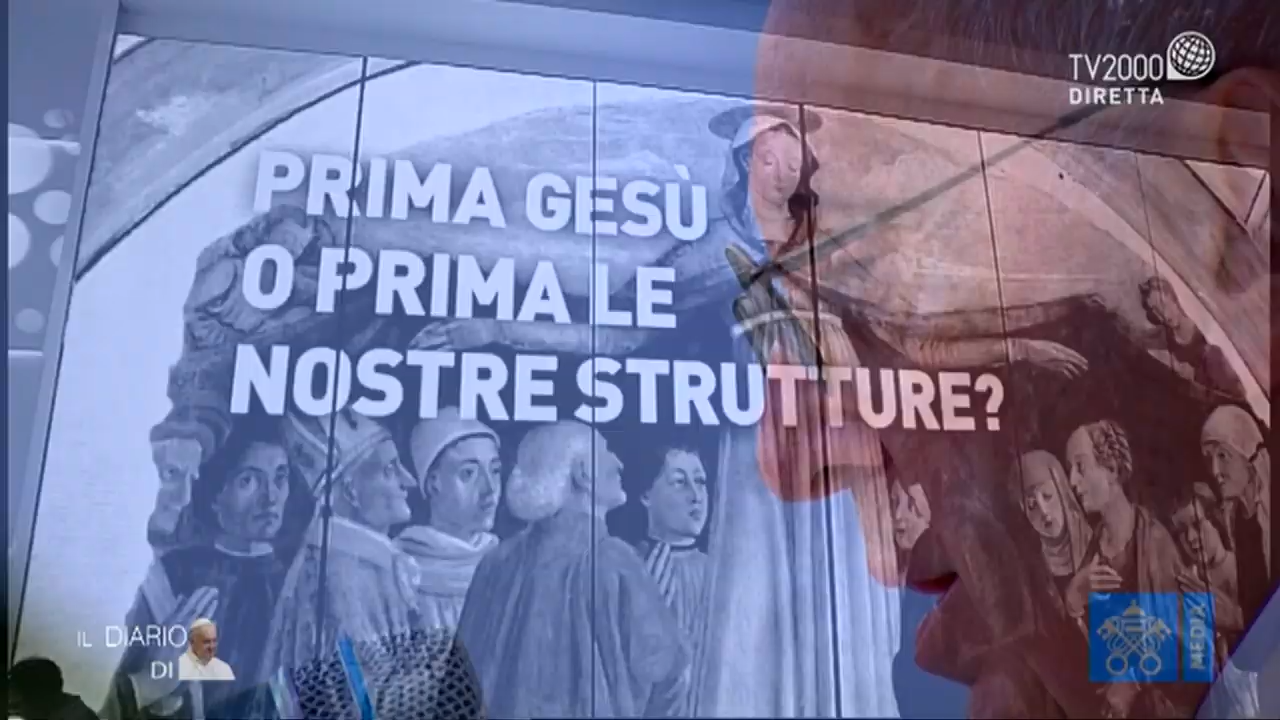 TV2000
DIRETTA
PRIMA GESÙ
O PRIMA LE
NOSTRE STRUTTURE?
IL DIARIO
DI
MEDIA